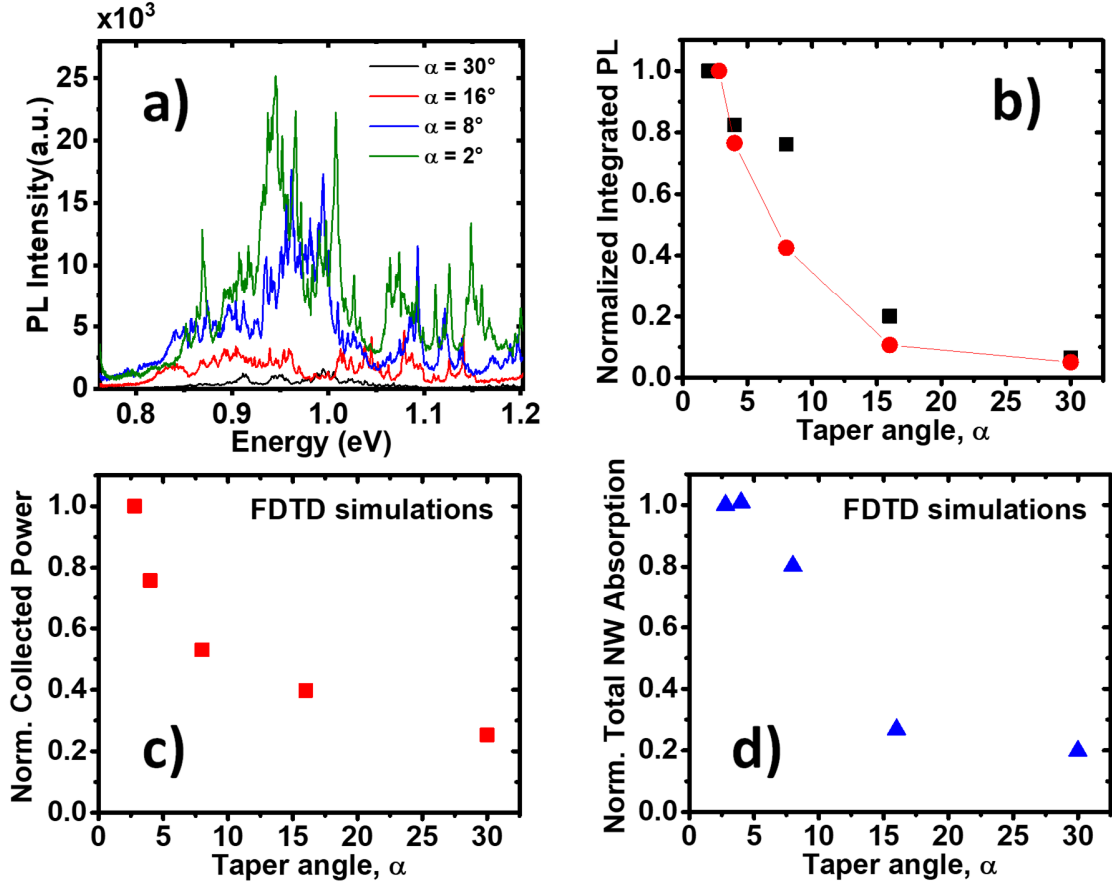 x10³
a)
PL Intensity(a.u.)
25
20
15
10
5
0
α = 30°
α = 16°
α = 8°
α = 2°
0.8 0.9 1.0 1.1 1.2
Energy (eV)
b)
Normalized Integrated PL
1.0
0.8
0.6
0.4
0.2
0.0
0 5 10 15 20 25 30
Taper angle, α
c)
FDTD simulations
Norm. Collected Power
1.0
0.8
0.6
0.4
0.2
0.0
0 5 10 15 20 25 30
Taper angle, α
d)
FDTD simulations
Norm. Total NW Absorption
1.0
0.8
0.6
0.4
0.2
0.0
0 5 10 15 20 25 30
Taper angle, α